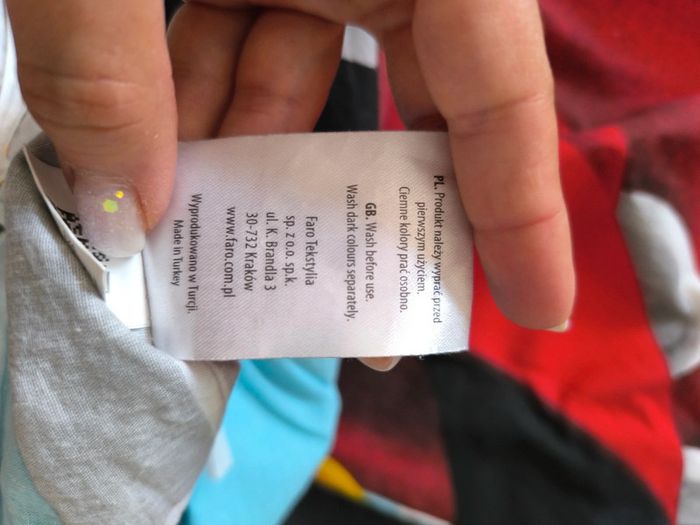 PL. Produkt należy wyprać przed
pierwszym użyciem.
Ciemne kolory prać osobno.
GB. Wash before use.
Wash dark colours separately.
Faro Tekstylia
sp. z o.o. sp.k.
ul. K. Brandla 3
30-732 Kraków
www.faro.com.pl
Wyprodukowano w Turcji.
Made in Turkey